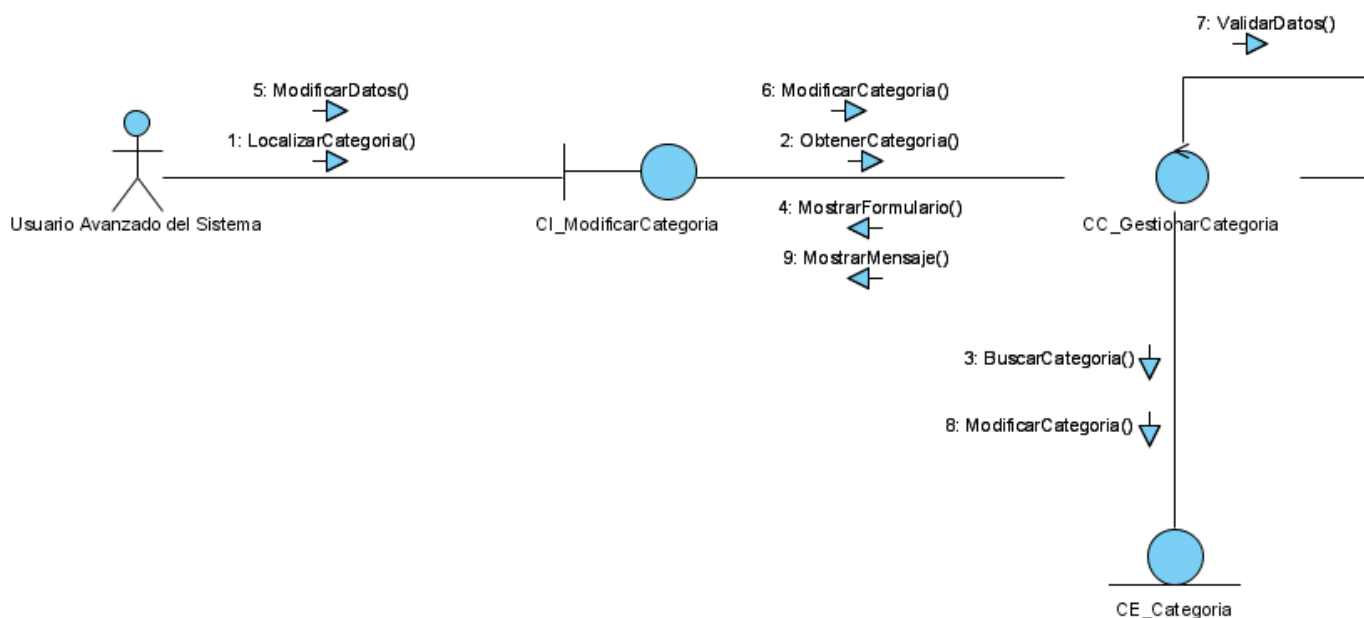 7: ValidarDatos()
5: ModificarDatos()
6: ModificarCategoria()
1: LocalizarCategoria()
2: ObtenerCategoria()
Usuario Avanzado del Sistema
CI_ModificarCategoria
4: MostrarFormulario()
CC_GestionarCategoria
9: MostrarMensaje()
3: BuscarCategoria()
8: ModificarCategoria()
CE_Categoria